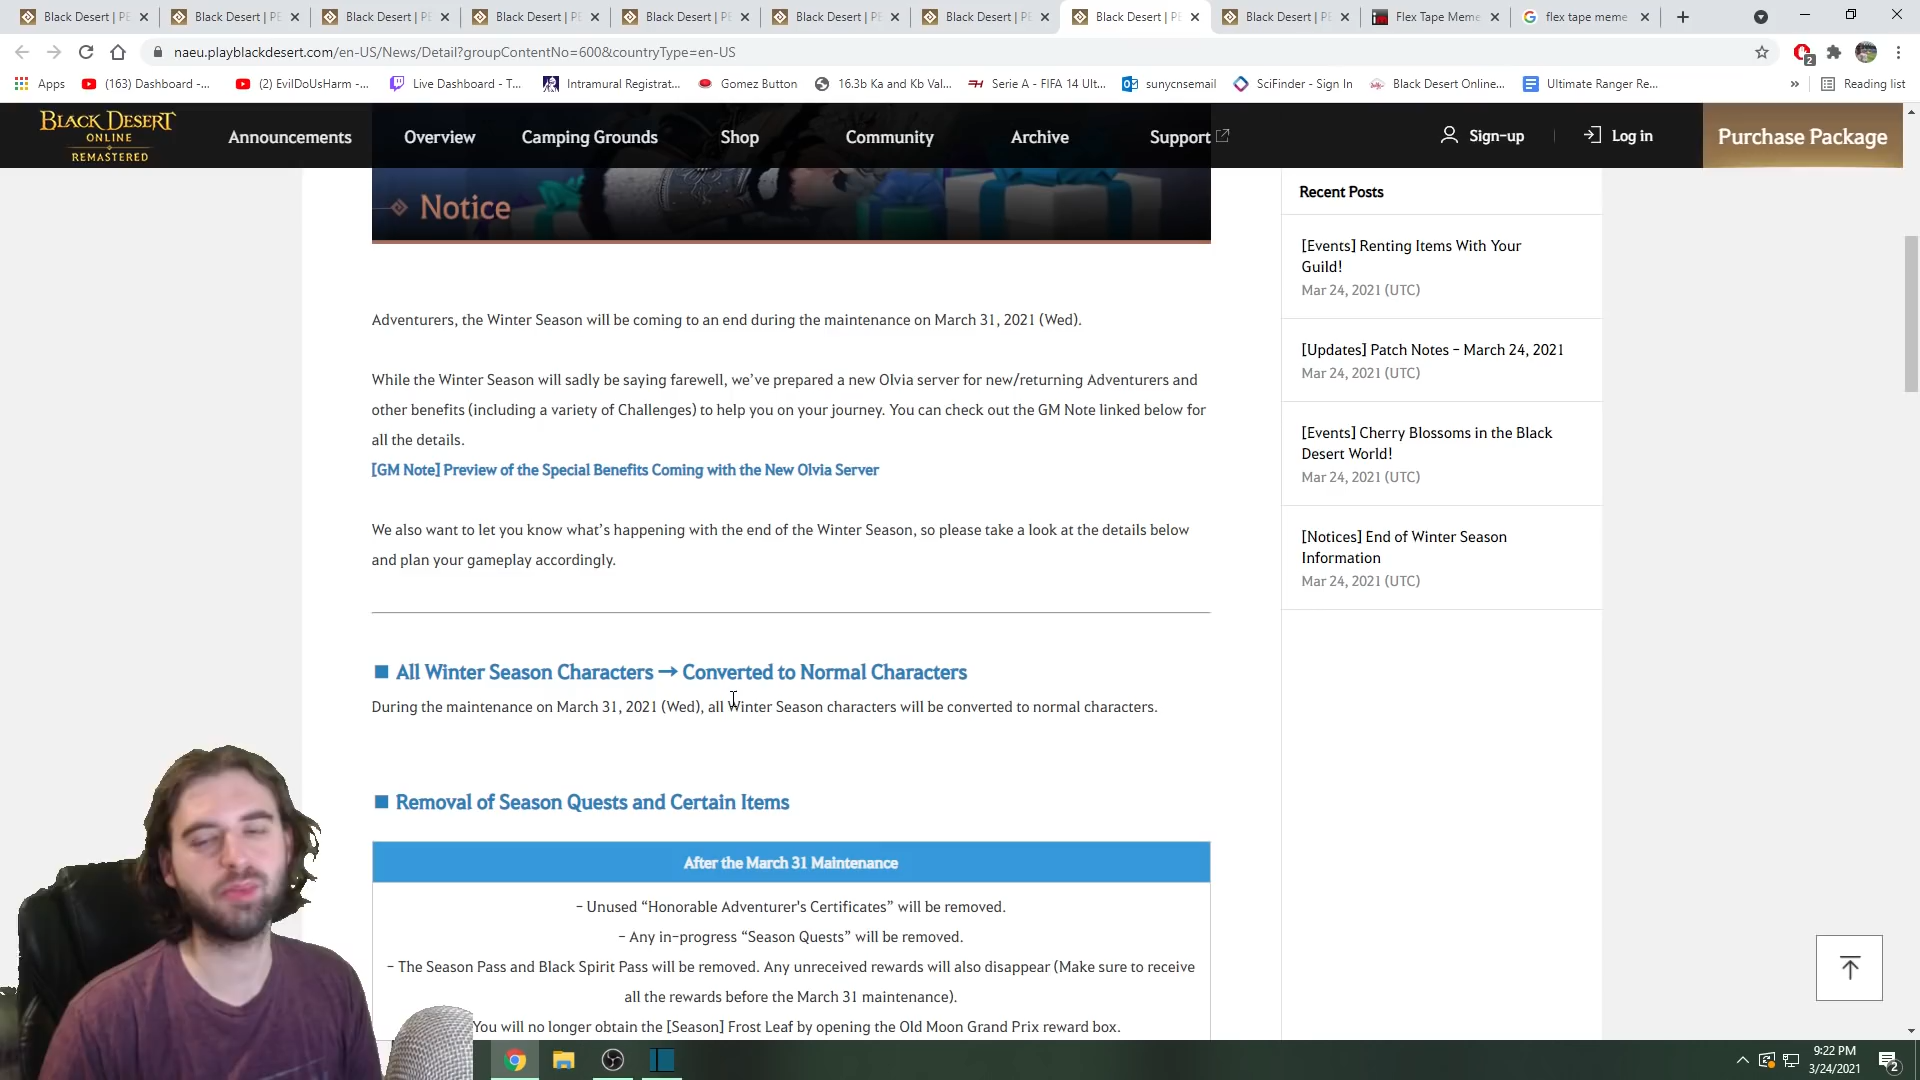 Black Desert | PE
Black Desert | PE
Black Desert | PE
Black Desert | PE
Black Desert | PE
Black Desert | PE
Black Desert | PE
Black Desert | PE
Black Desert | PE
Flex Tape Meme
flex tape meme
naeu.playblackdesert.com/en-US/News/Detail?groupContentNo=600&countryType=en-US
2
Apps
(163) Dashboard -...
(2) EvilDoUsHarm -...
Live Dashboard - T...
Intramural Registrat...
Gomez Button
16.3b Ka and Kb Val...
Serie A - FIFA 14 Ult...
sunycnsemail
SciFinder - Sign In
Black Desert Online...
Ultimate Ranger Re...
»
Reading list
BLACK DESERT
ONLINE
REMASTERED
Announcements
Overview
Camping Grounds
Shop
Community
Archive
Support
Sign-up
Log in
Purchase Package
Notice
Adventurers, the Winter Season will be coming to an end during the maintenance on March 31, 2021 (Wed).
While the Winter Season will sadly be saying farewell, we've prepared a new Olvia server for new/returning Adventurers and
other benefits (including a variety of Challenges) to help you on your journey. You can check out the GM Note linked below for
all the details.
[GM Note] Preview of the Special Benefits Coming with the New Olvia Server
We also want to let you know what's happening with the end of the Winter Season, so please take a look at the details below
and plan your gameplay accordingly.
■ All Winter Season Characters → Converted to Normal Characters
During the maintenance on March 31, 2021 (Wed), all Winter Season characters will be converted to normal characters.
■ Removal of Season Quests and Certain Items
After the March 31 Maintenance
- Unused “Honorable Adventurer's Certificates” will be removed.
- Any in-progress “Season Quests” will be removed.
- The Season Pass and Black Spirit Pass will be removed. Any unreceived rewards will also disappear (Make sure to receive
all the rewards before the March 31 maintenance).
You will no longer obtain the [Season] Frost Leaf by opening the Old Moon Grand Prix reward box.
Recent Posts
[Events] Renting Items With Your
Guild!
Mar 24, 2021 (UTC)
[Updates] Patch Notes - March 24, 2021
Mar 24, 2021 (UTC)
[Events] Cherry Blossoms in the Black
Desert World!
Mar 24, 2021 (UTC)
[Notices] End of Winter Season
Information
Mar 24, 2021 (UTC)
9:22 PM
3/24/2021
2